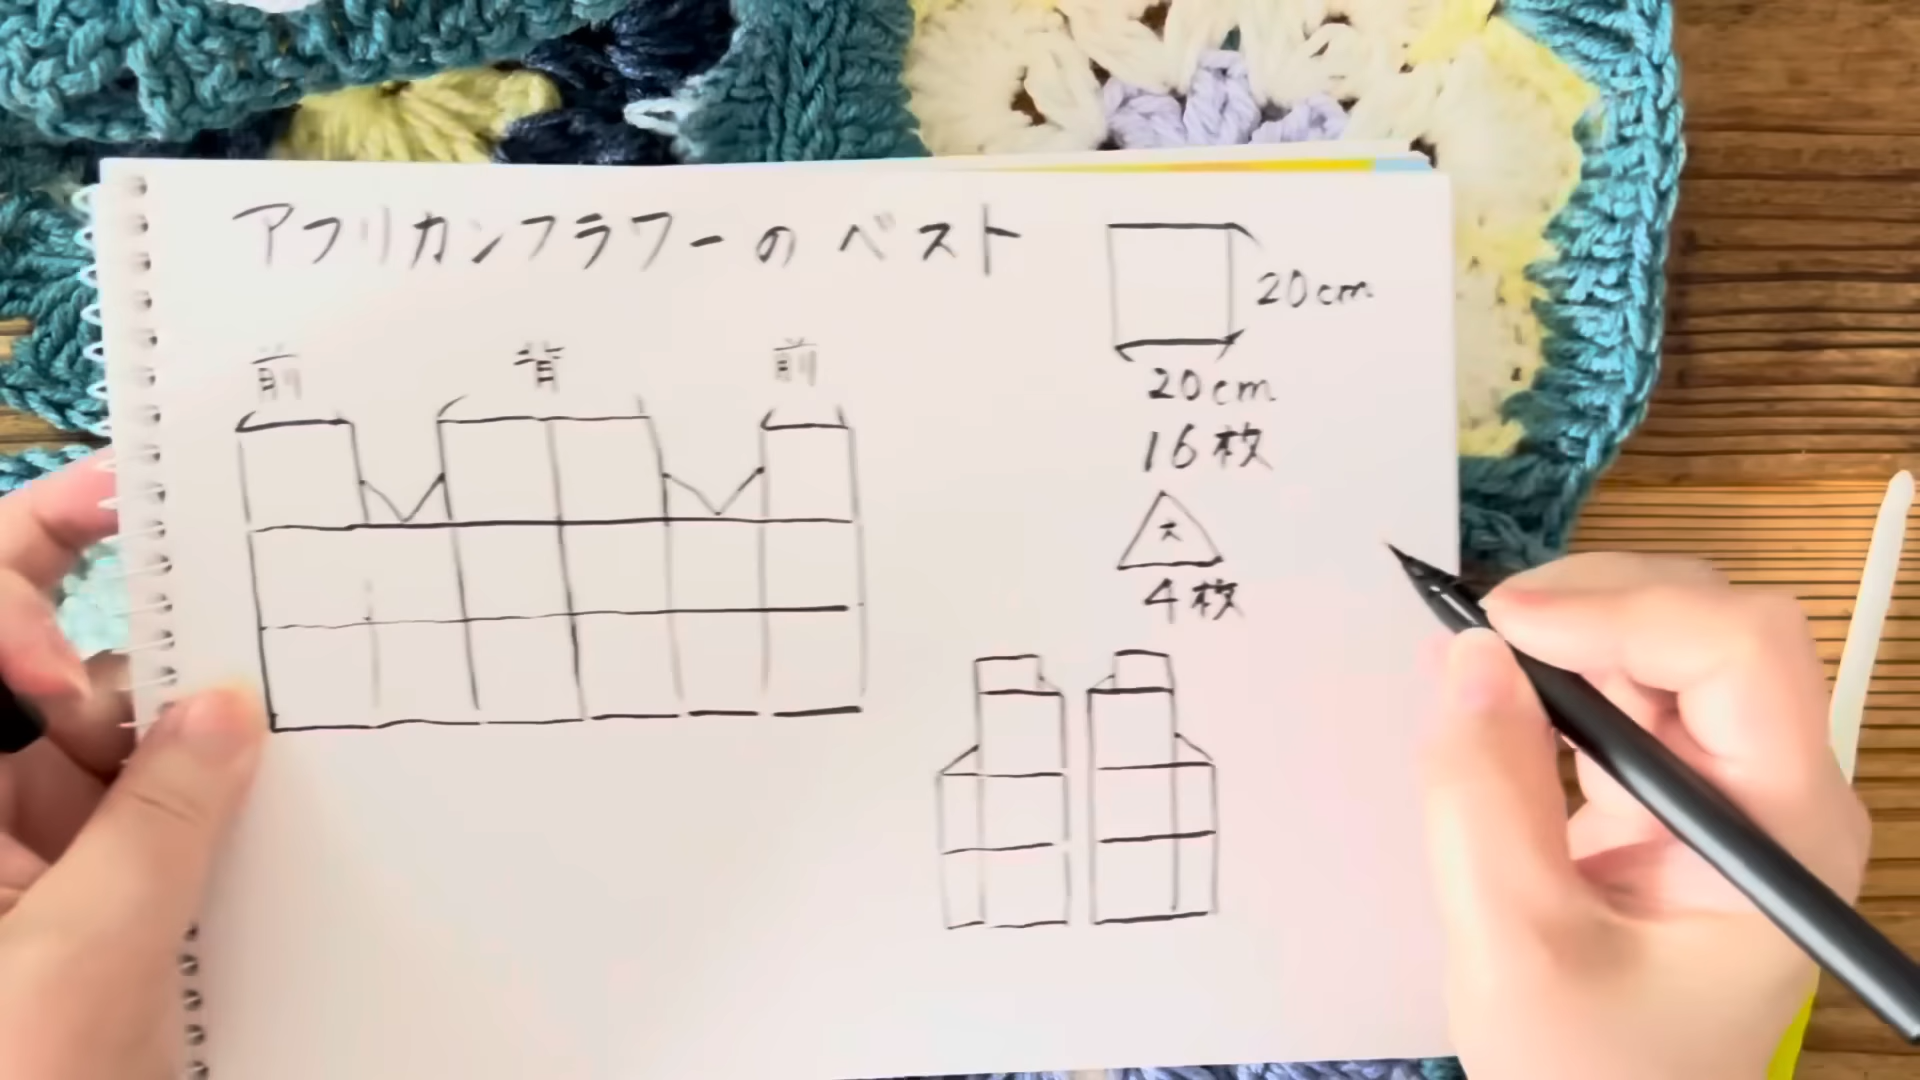 アフリカンフラワーの ベスト
前 背 前
20cm
20cm
16枚
大
4枚